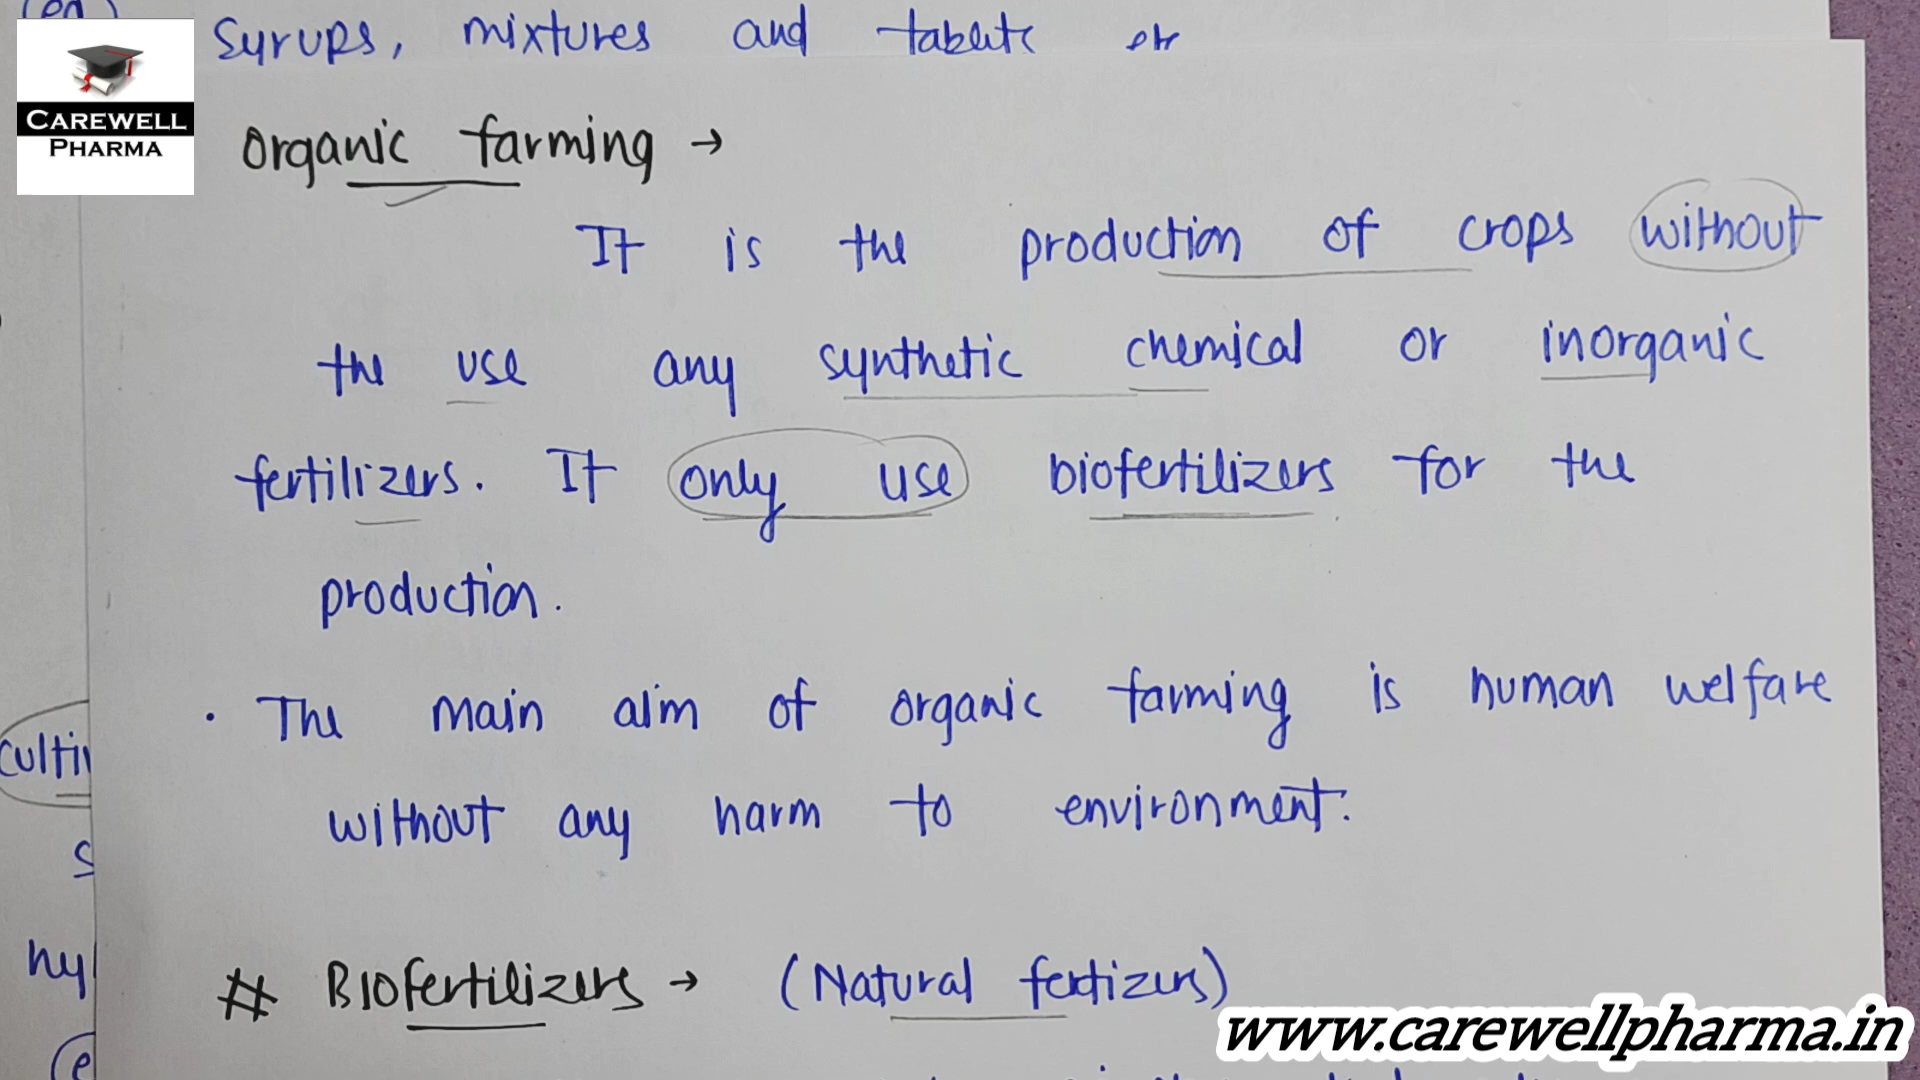 Syrups, mixtures and
CAREWELL
PHARMA
Organic farming →
It is the production of crops without
the use any synthetic chemical or inorganic
fertilizers. It only use biofertilizers for the
production.
• The main aim of organic farming is human welfare
without any harm to environment.
# Biofertilizers → (Natural
www.carewellpharma.in